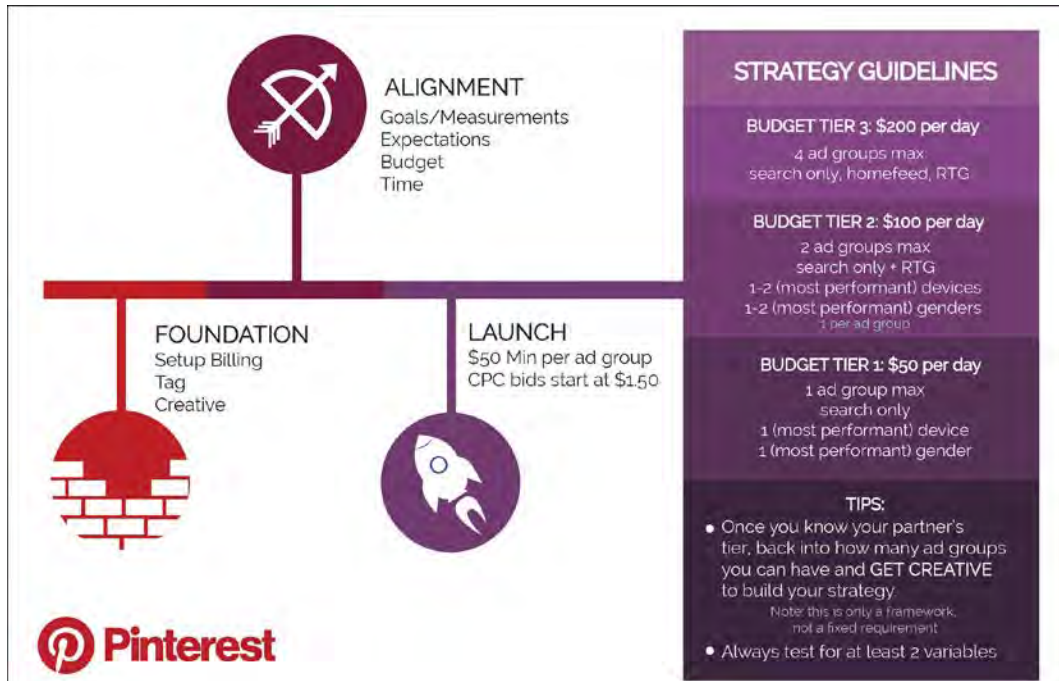 ALIGNMENT
Goals/Measurements
Expectations
Budget
Time
FOUNDATION
Setup Billing
Tag
Creative
LAUNCH
$50 Min per ad group
CPC bids start at $1.50
Pinterest
STRATEGY GUIDELINES
BUDGET TIER 3: $200 per day
4 ad groups max
search only, homefeed, RTG
BUDGET TIER 2: $100 per day
2 ad groups max
search only + RTG
1-2 (most performant) devices
1-2 (most performant) genders
1 per ad group
BUDGET TIER 1: $50 per day
1 ad group max
search only
1 (most performant) device
1 (most performant) gender
TIPS:
• Once you know your partner's
tier, back into how many ad groups
you can have and GET CREATIVE
to build your strategy
Note: this is only a framework,
not a fixed requirement
• Always test for at least 2 variables